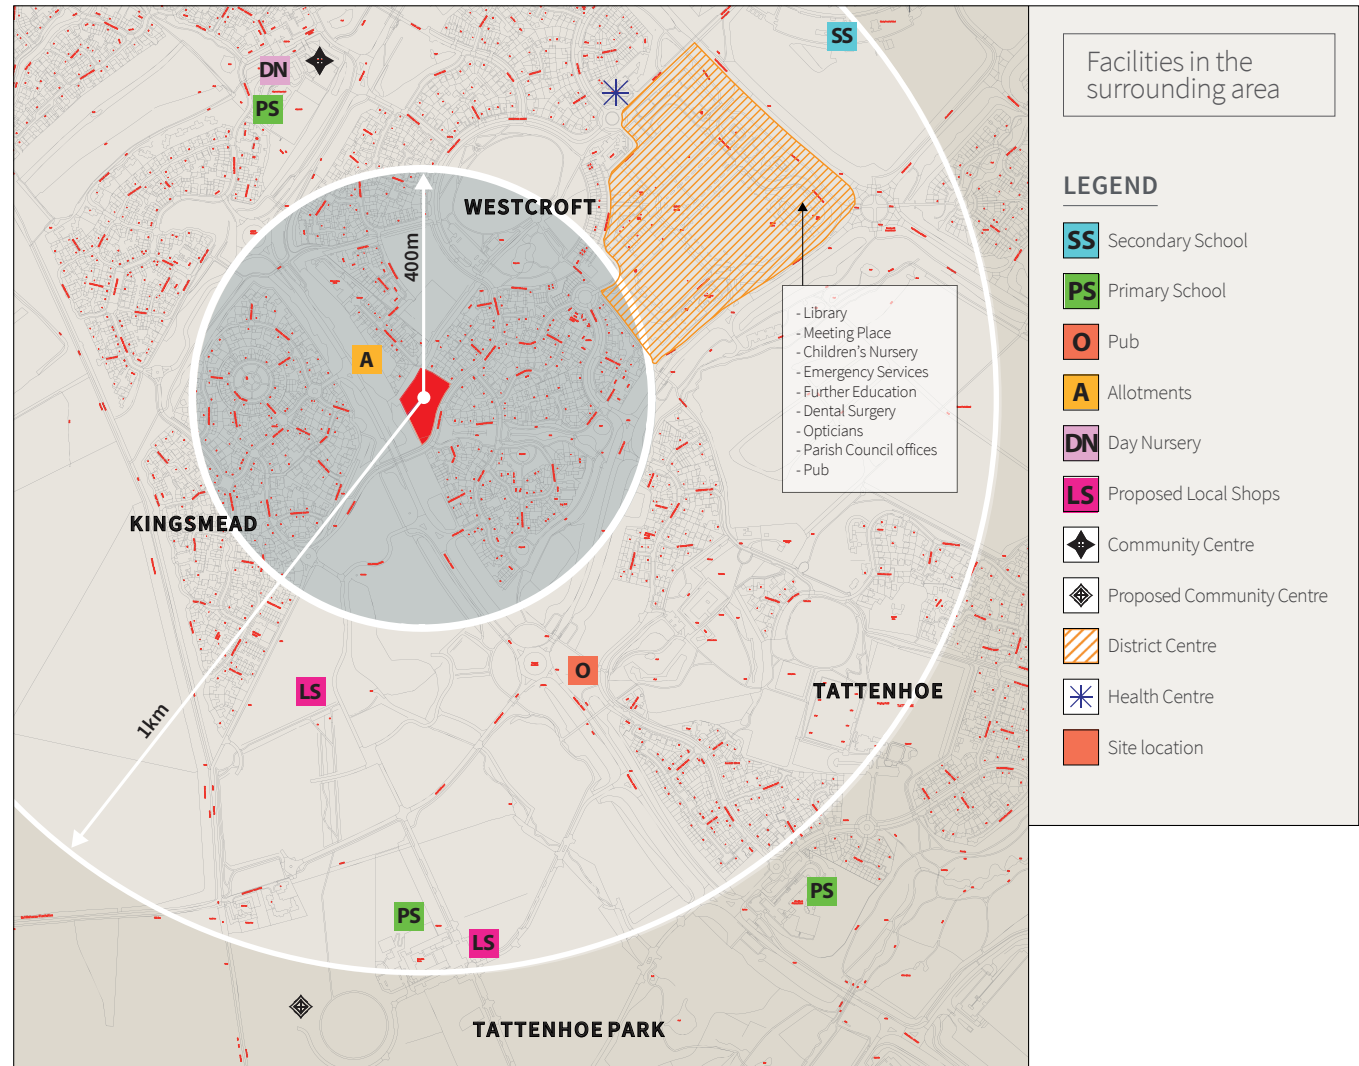 SS
DN
PS
WESTCROFT
400m
A
- Library
- Meeting Place
- Children's Nursery
- Emergency Services
- Further Education
- Dental Surgery
- Opticians
- Parish Council offices
- Pub
KINGSMEAD
O
LS
TATTENHOE
1km
PS
PS
LS
TATTENHOE PARK
Facilities in the
surrounding area
LEGEND
SS Secondary School
PS Primary School
O Pub
A Allotments
DN Day Nursery
LS Proposed Local Shops
Community Centre
Proposed Community Centre
District Centre
Health Centre
Site location